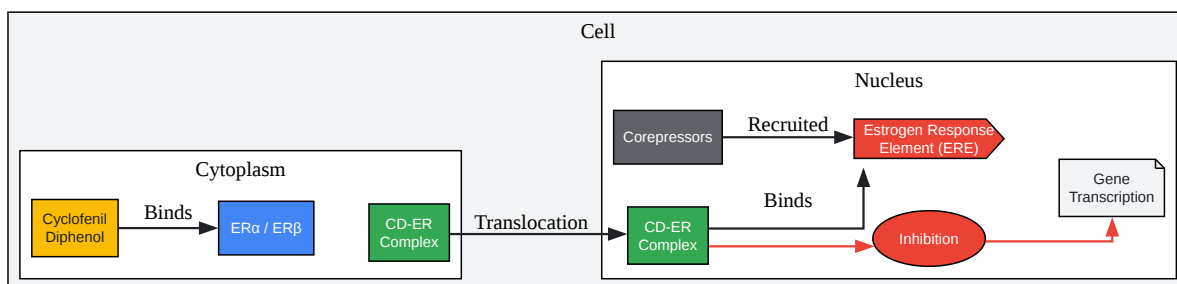 Cell
Nucleus
Corepressors
Recruited
Estrogen Response
Element (ERE)
Cytoplasm
Gene
Transcription
Cyclofenil
Diphenol
Binds
ERα / ERβ
CD-ER
Complex
Translocation
CD-ER
Complex
Binds
Inhibition